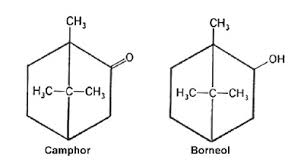 CH₃ CH₃
O OH
H₃C—C—CH₃ H₃C—C—CH₃
Camphor Borneol